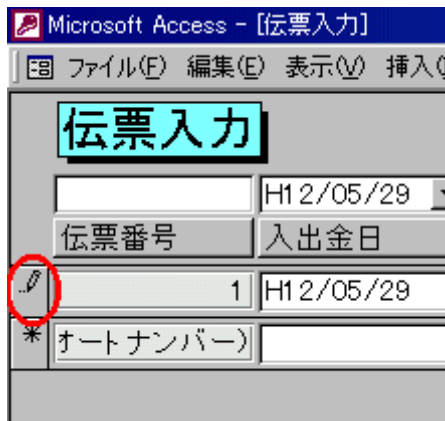 Microsoft Access - [伝票入力]
ファイル(F) 編集(E) 表示(V) 挿入(
伝票入力
H12/05/29
伝票番号 入出金日
1 H12/05/29
* オートナンバー)